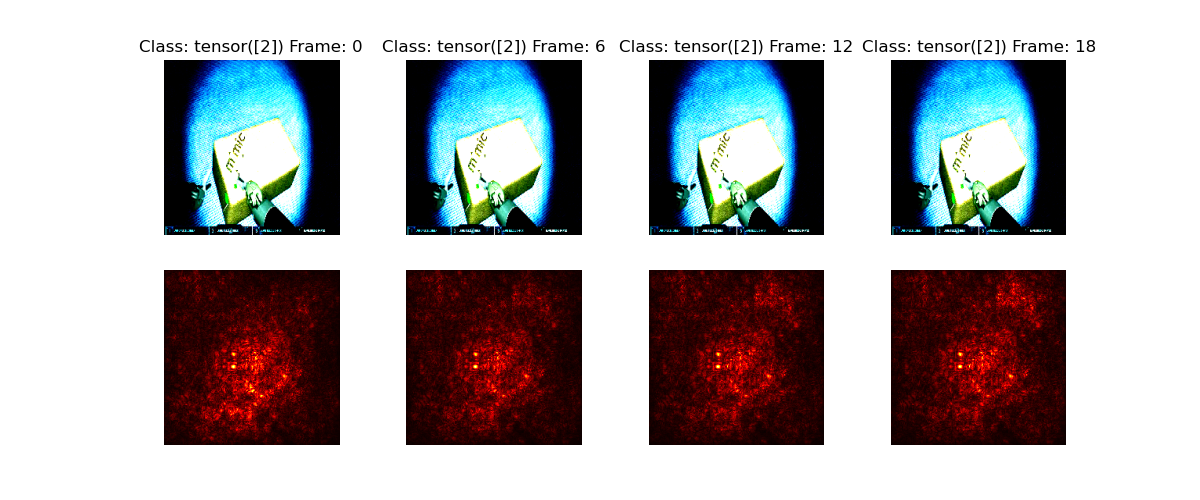 Class: tensor([2]) Frame: 0
Class: tensor([2]) Frame: 6
Class: tensor([2]) Frame: 12
Class: tensor([2]) Frame: 18
mimic
mimic
mimic
mimic